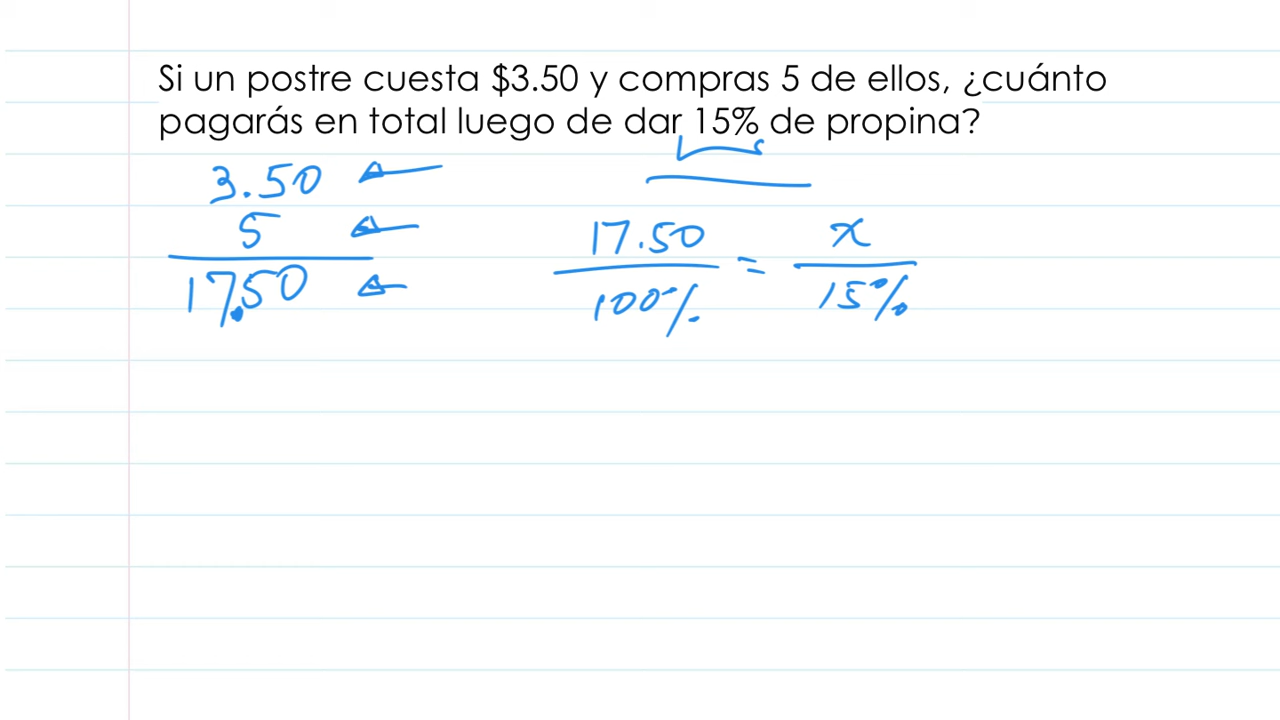 Si un postre cuesta $3.50 y compras 5 de ellos, ¿cuánto
pagarás en total luego de dar 15% de propina?
3.50
5
17.50
17.50 / 100% = x / 15%